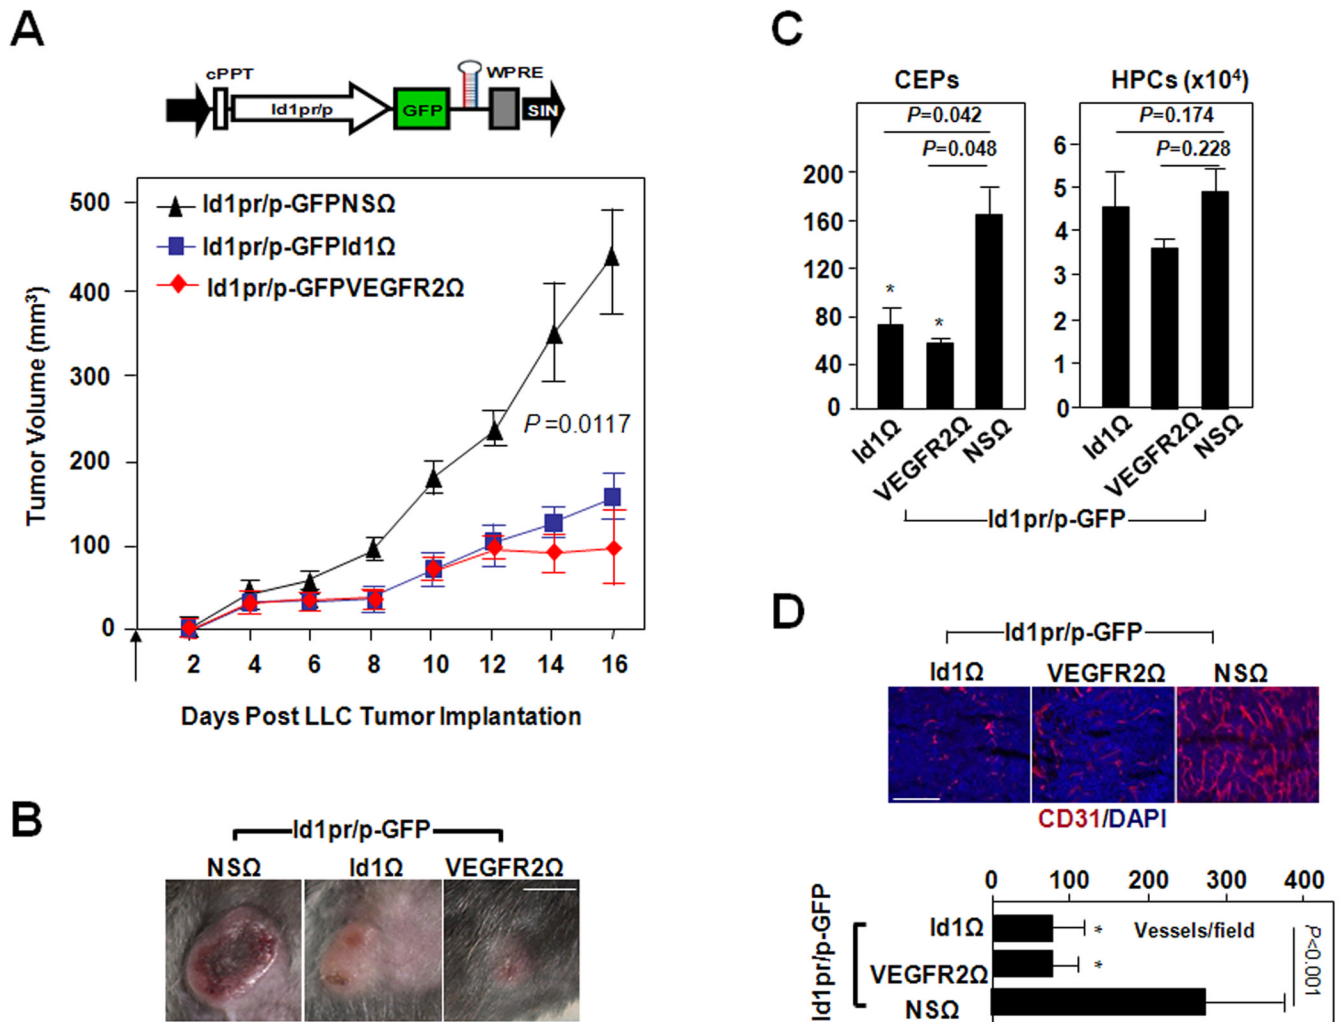 A
cPPT
WPRE
Id1pr/p
GFP
SIN
Id1pr/p-GFPNSΩ
Id1pr/p-GFPId1Ω
Id1pr/p-GFPVEGFR2Ω
Tumor Volume (mm³)
500
400
300
200
100
0
P=0.0117
2 4 6 8 10 12 14 16
Days Post LLC Tumor Implantation
B
Id1pr/p-GFP
NSΩ Id1Ω VEGFR2Ω
C
CEPs
P=0.042
P=0.048
200
160
120
80
40
0
*
*
Id1Ω VEGFR2Ω NSΩ
HPCs (x10⁴)
P=0.174
P=0.228
6
5
4
3
2
1
0
Id1Ω VEGFR2Ω NSΩ
Id1pr/p-GFP
D
Id1pr/p-GFP
Id1Ω VEGFR2Ω NSΩ
CD31/DAPI
0 100 200 300 400
Id1pr/p-GFP
Id1Ω * Vessels/field
VEGFR2Ω *
NSΩ
P<0.001